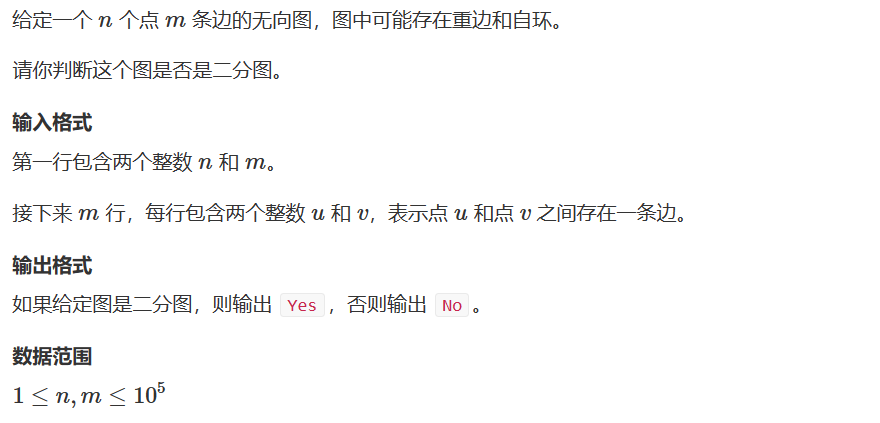 给定一个 n 个点 m 条边的无向图，图中可能存在重边和自环。
请你判断这个图是否是二分图。
输入格式
第一行包含两个整数 n 和 m。
接下来 m 行，每行包含两个整数 u 和 v，表示点 u 和点 v 之间存在一条边。
输出格式
如果给定图是二分图，则输出 Yes，否则输出 No。
数据范围
1 ≤ n, m ≤ 10⁵